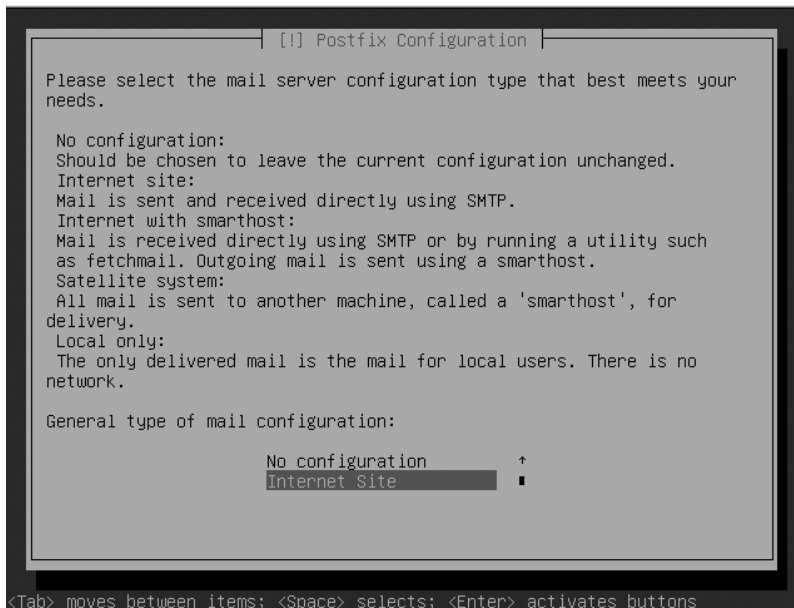 [!] Postfix Configuration
Please select the mail server configuration type that best meets your
needs.
No configuration:
Should be chosen to leave the current configuration unchanged.
Internet site:
Mail is sent and received directly using SMTP.
Internet with smarthost:
Mail is received directly using SMTP or by running a utility such
as fetchmail. Outgoing mail is sent using a smarthost.
Satellite system:
All mail is sent to another machine, called a 'smarthost', for
delivery.
Local only:
The only delivered mail is the mail for local users. There is no
network.
General type of mail configuration:
No configuration ↑
Internet Site
<Tab> moves between items; <Space> selects; <Enter> activates buttons